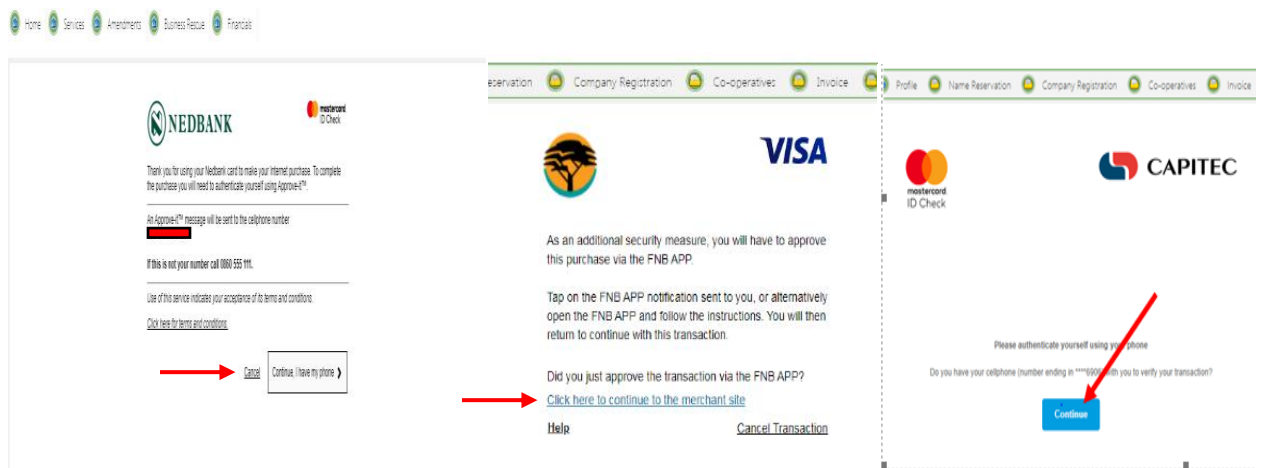 Home Services Amendments Business Rescue Financials
NEDBANK
mastercard
ID Check
Thank you for using your Nedbank card to make your internet purchase. To complete
the purchase you will need to authenticate yourself using Approve-it™.
An Approve-it™ message will be sent to the cellphone number
If this is not your number call 0860 555 111.
Use of this service indicates your acceptance of its terms and conditions.
Click here for terms and conditions.
Cancel
Continue, I have my phone ❯
eservation Company Registration Co-operatives Invoice
VISA
As an additional security measure, you will have to approve
this purchase via the FNB APP.
Tap on the FNB APP notification sent to you, or alternatively
open the FNB APP and follow the instructions. You will then
return to continue with this transaction.
Did you just approve the transaction via the FNB APP?
Click here to continue to the merchant site
Help
Cancel Transaction
Profile Name Reservation Company Registration Co-operatives Invoice
mastercard
ID Check
CAPITEC
Please authenticate yourself using your phone
Do you have your cellphone (number ending in ****6906) with you to verify your transaction?
Continue